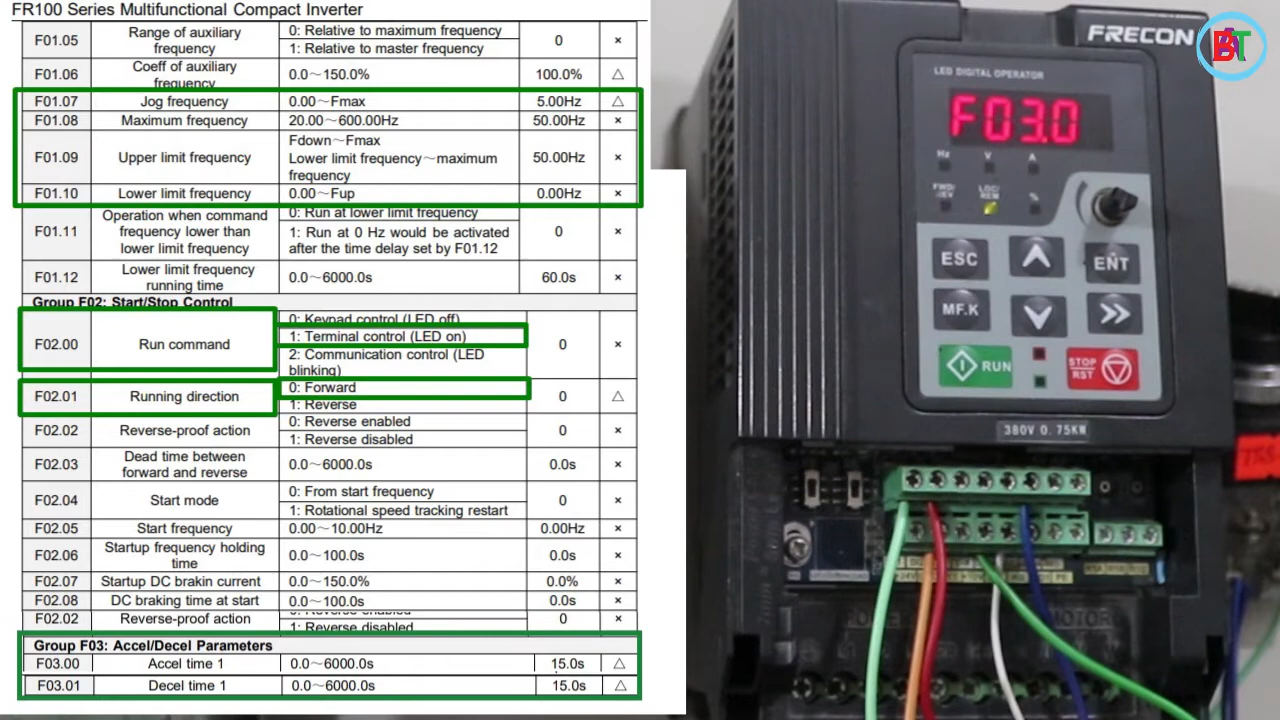 FR100 Series Multifunctional Compact Inverter
F01.05 Range of auxiliary frequency 0: Relative to maximum frequency 0 ×
1: Relative to master frequency
F01.06 Coeff of auxiliary frequency 0.0~150.0% 100.0% △
F01.07 Jog frequency 0.00~Fmax 5.00Hz △
F01.08 Maximum frequency 20.00~600.00Hz 50.00Hz ×
F01.09 Upper limit frequency Fdown~Fmax 50.00Hz ×
Lower limit frequency~maximum
frequency
F01.10 Lower limit frequency 0.00~Fup 0.00Hz ×
F01.11 Operation when command frequency lower than lower limit frequency 0: Run at lower limit frequency 0 ×
1: Run at 0 Hz would be activated
after the time delay set by F01.12
F01.12 Lower limit frequency running time 0.0~6000.0s 60.0s ×
Group F02: Start/Stop Control
F02.00 Run command 0: Keypad control (LED off) 0 ×
1: Terminal control (LED on)
2: Communication control (LED
blinking)
F02.01 Running direction 0: Forward 0 △
1: Reverse
F02.02 Reverse-proof action 0: Reverse enabled 0 ×
1: Reverse disabled
F02.03 Dead time between forward and reverse 0.0~6000.0s 0.0s ×
F02.04 Start mode 0: From start frequency 0 ×
1: Rotational speed tracking restart
F02.05 Start frequency 0.00~10.00Hz 0.00Hz ×
F02.06 Startup frequency holding time 0.0~100.0s 0.0s ×
F02.07 Startup DC brakin current 0.0~150.0% 0.0% ×
F02.08 DC braking time at start 0.0~100.0s 0.0s ×
F02.02 Reverse-proof action 0: Reverse enabled 0 ×
1: Reverse disabled
Group F03: Accel/Decel Parameters
F03.00 Accel time 1 0.0~6000.0s 15.0s △
F03.01 Decel time 1 0.0~6000.0s 15.0s △
FRECON
BAT
LED DIGITAL OPERATOR
F03.0
Hz V A
FWD/REV LOC/REM %
ESC ENT
MF.K
RUN STOP/RST
380V 0.75KW
MOTOR